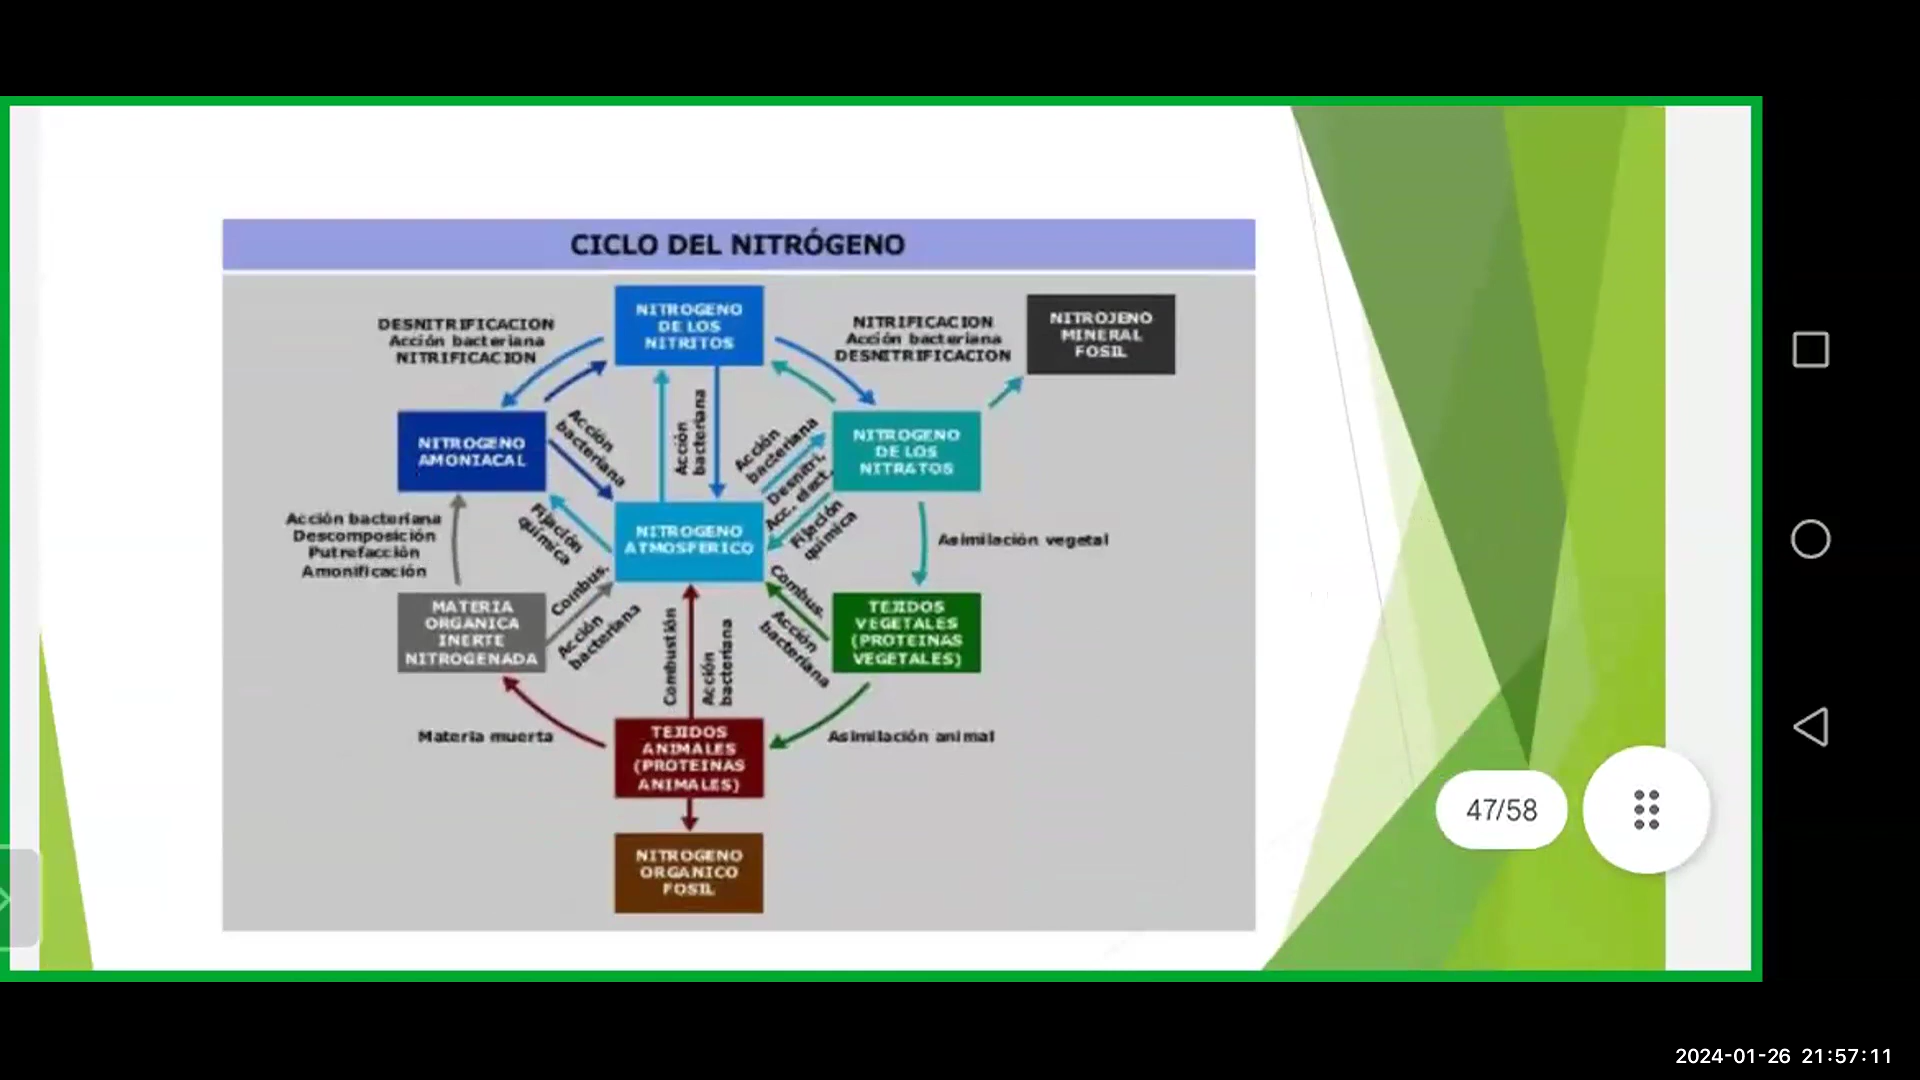 CICLO DEL NITRÓGENO
NITROGENO
DE LOS
NITRITOS
DESNITRIFICACION
Acción bacteriana
NITRIFICACION
NITRIFICACION
Acción bacteriana
DESNITRIFICACION
NITROJENO
MINERAL
FOSIL
NITROGENO
AMONIACAL
Acción
bacteriana
Acción
bacteriana
Acción
bacteriana
Desnitri.
Acc. elect.
Fijación
química
NITROGENO
DE LOS
NITRATOS
Fijación
química
NITROGENO
ATMOSFERICO
Acción bacteriana
Descomposición
Putrefacción
Amonificación
Asimilación vegetal
MATERIA
ORGANICA
INERTE
NITROGENADA
Combus.
Acción
bacteriana
Combustión
Acción
bacteriana
Combus.
Acción
bacteriana
TEJIDOS
VEGETALES
(PROTEINAS
VEGETALES)
Materia muerta
TEJIDOS
ANIMALES
(PROTEINAS
ANIMALES)
Asimilación animal
NITROGENO
ORGANICO
FOSIL
47/58
2024-01-26 21:57:11